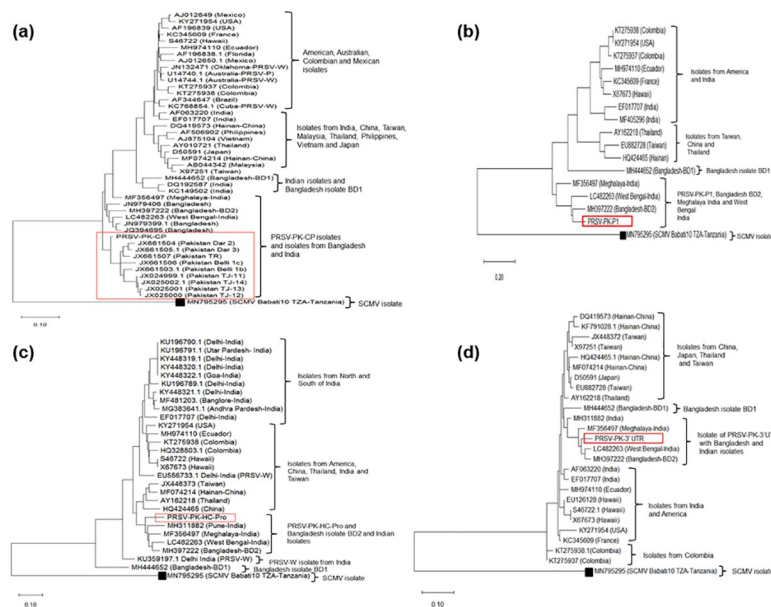 (a)
AJ012649 (Mexico)
KY271954 (USA)
AF196839 (USA)
KC345609 (France)
S46722 (Hawaii)
MH974110 (Ecuador)
AF196838.1 (Florida)
AJ012650.1 (Mexico)
JN132471 (Oklahoma-PRSV-W)
U14740.1 (Australia-PRSV-P)
U14744.1 (Australia-PRSV-W)
KT275937 (Colombia)
KT275938 (Colombia)
AF344647 (Brazil)
KC768854.1 (Cuba-PRSV-W)
AF063220 (India)
EF017707 (India)
DQ419573 (Hainan-China)
AF506902 (Philippines)
AJ875104 (Vietnam)
AY010721 (Thailand)
D50591 (Japan)
MF074214 (Hainan-China)
AB044342 (Malaysia)
X97251 (Taiwan)
MH444652 (Bangladesh-BD1)
DQ192587 (India)
KC149502 (India)
MF356497 (Meghalaya-India)
JN979406 (Bangladesh)
MH397222 (Bangladesh-BD2)
LC482263 (West Bengal-India)
JN979399.1 (Bangladesh)
JQ394695 (Bangladesh)
PRSV-PK-CP
JX661504 (Pakistan Dar 2)
JX661505.1 (Pakistan Dar 3)
JX661507 (Pakistan TR)
JX661506 (Pakistan Belli 1c)
JX661503.1 (Pakistan Belli 1b)
JX024999.1 (Pakistan TJ-11)
JX025002.1 (Pakistan TJ-14)
JX025001 (Pakistan TJ-13)
JX025000 (Pakistan TJ-12)
MN795295 (SCMV Babati10 TZA-Tanzania)
American, Australian,
Colombian and Mexican
isolates
Isolates from India, China, Taiwan,
Malaysia, Thailand, Philippines,
Vietnam and Japan
Indian isolates and
Bangladesh isolate BD1
PRSV-PK-CP isolates
and isolates from Bangladesh
and India
SCMV isolate
0.10
(b)
KT275938 (Colombia)
KY271954 (USA)
KT275937 (Colombia)
MH974110 (Ecuador)
KC345609 (France)
X67673 (Hawaii)
EF017707 (India)
MF405296 (India)
AY162218 (Thailand)
EU882728 (Taiwan)
HQ424465 (Hainan)
MH444652 (Bangladesh-BD1)
MF356497 (Meghalaya-India)
LC482263 (West Bengal-India)
MH397222 (Bangladesh-BD2)
PRSV-PK-P1
MN795295 (SCMV Babati10 TZA-Tanzania)
Isolates from America
and India
Isolates from Taiwan,
China and Thailand
Bangladesh isolate BD1
PRSV-PK-P1, Bangladesh BD2,
Meghalaya India and West
Bengal
India
SCMV isolate
0.20
(c)
KU196790.1 (Delhi-India)
KU196791.1 (Utar Pardesh- India)
KY448319.1 (Delhi-India)
KY448320.1 (Delhi-India)
KY448322.1 (Goa-India)
KU196789.1 (Delhi-India)
KY448321.1 (Delhi-India)
MF481203. (Banglore-India)
MG383641.1 (Andhra Pardesh-India)
EF017707 (Delhi-India)
KY271954 (USA)
MH974110 (Ecuador)
KT275938 (Colombia)
HQ328803.1 (Colombia)
S46722 (Hawaii)
X67673 (Hawaii)
EU556733.1 Delhi-India (PRSV-W)
JX448373 (Taiwan)
MF074214 (Hainan-China)
AY162218 (Thailand)
HQ424465 (China)
PRSV-PK-HC-Pro
MH311882 (Pune-India)
MF356497 (Meghalaya-India)
LC482263 (West Bengal-India)
MH397222 (Bangladesh-BD2)
KU359197.1 Delhi India (PRSV-W)
MH444652 (Bangladesh-BD1)
MN795295 (SCMV Babati10 TZA-Tanzania)
Isolates from North and
South of India
Isolates from America,
China, Thailand, India and
Taiwan
PRSV-PK-HC-Pro and
Bangladesh isolate BD2 and Indian
Isolates
PRSV-W isolate from India
Bangladesh isolate BD1
SCMV isolate
0.10
(d)
DQ419573 (Hainan-China)
KF791028.1 (Hainan-China)
JX448372 (Taiwan)
X97251 (Taiwan)
HQ424465.1 (Hainan-China)
MF074214 (Hainan-China)
D50591 (Japan)
EU882728 (Taiwan)
AY162218 (Thailand)
MH444652 (Bangladesh-BD1)
MH311882 (India)
MF356497 (Meghalaya-India)
PRSV-PK-3' UTR
LC482263 (West Bengal-India)
MH397222 (Bangladesh-BD2)
AF063220 (India)
EF017707 (India)
MH974110 (Ecuador)
EU126128 (Hawaii)
S46722.1 (Hawaii)
X67673 (Hawaii)
KY271954 (USA)
KC345609 (France)
KT275938.1(Colombia)
KT275937 (Colombia)
MN795295 (SCMV Babati10 TZA-Tanzania)
Isolates from China,
Japan, Thailand and
Taiwan
Bangladesh isolate BD1
Isolate of PRSV-PK-3'U
with Bangladesh and
Indian isolates
Isolates from India
and America
Isolates from Colombia
SCMV isolate
0.10